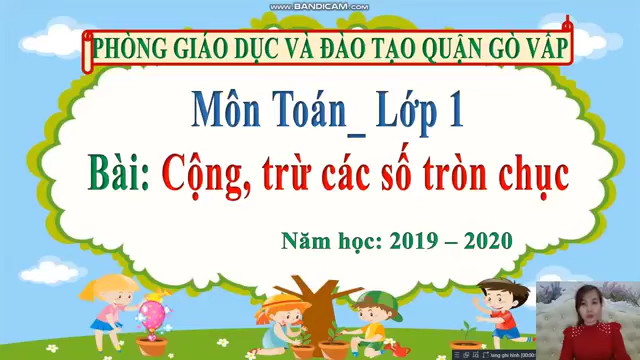 www.BANDICAM.com
PHÒNG GIÁO DỤC VÀ ĐÀO TẠO QUẬN GÒ VẤP
Môn Toán_ Lớp 1
Bài: Cộng, trừ các số tròn chục
Năm học: 2019 – 2020